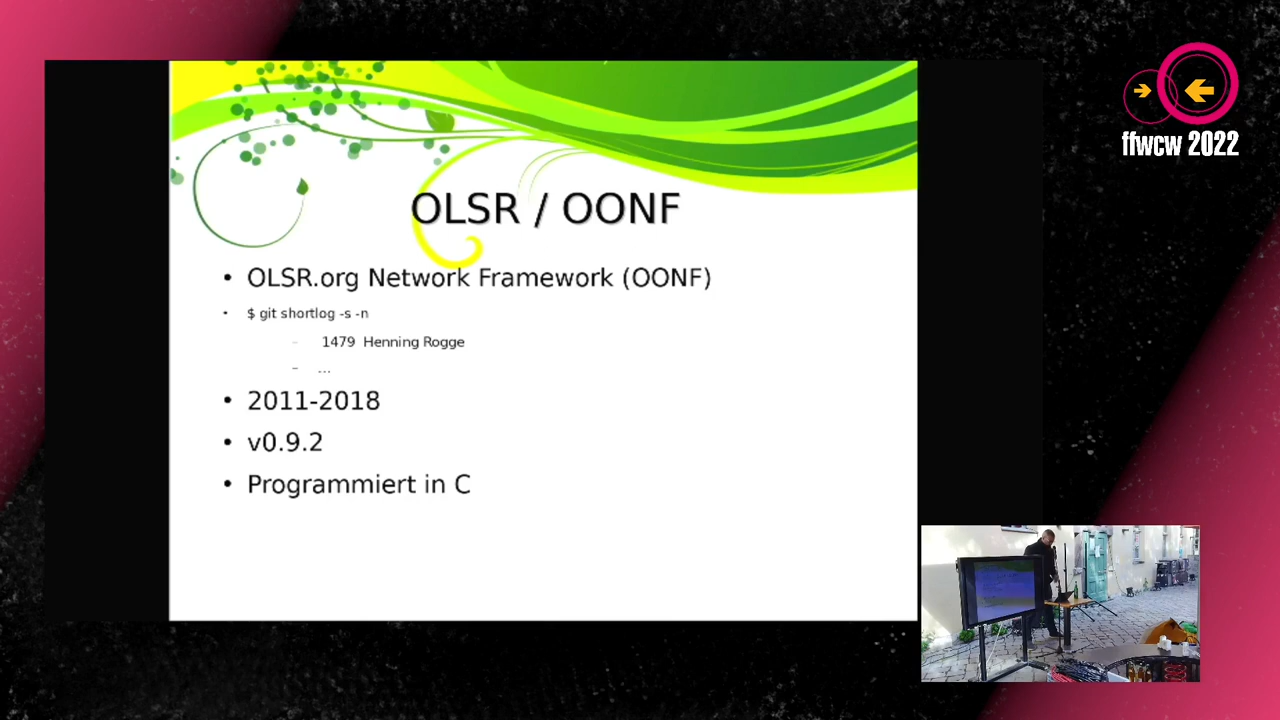 OLSR / OONF
• OLSR.org Network Framework (OONF)
• $ git shortlog -s -n
– 1479 Henning Rogge
– ...
• 2011-2018
• v0.9.2
• Programmiert in C
ffwcw 2022